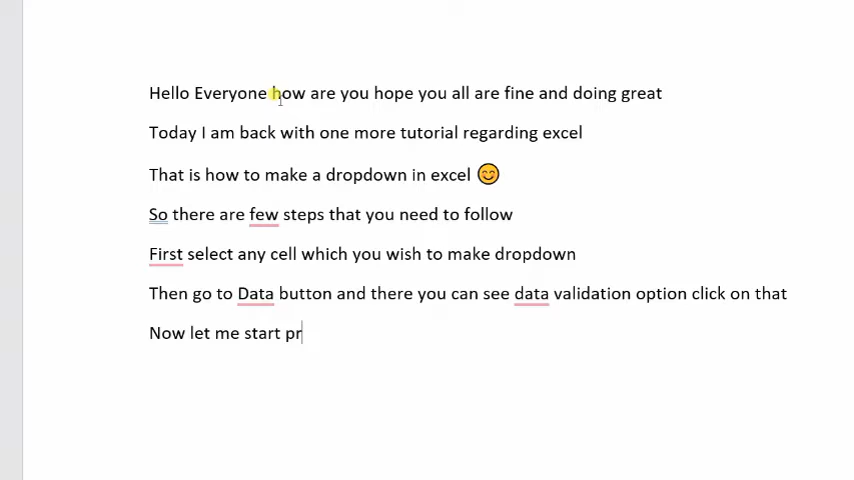 Hello Everyone how are you hope you all are fine and doing great
Today I am back with one more tutorial regarding excel
That is how to make a dropdown in excel 😊
So there are few steps that you need to follow
First select any cell which you wish to make dropdown
Then go to Data button and there you can see data validation option click on that
Now let me start pr